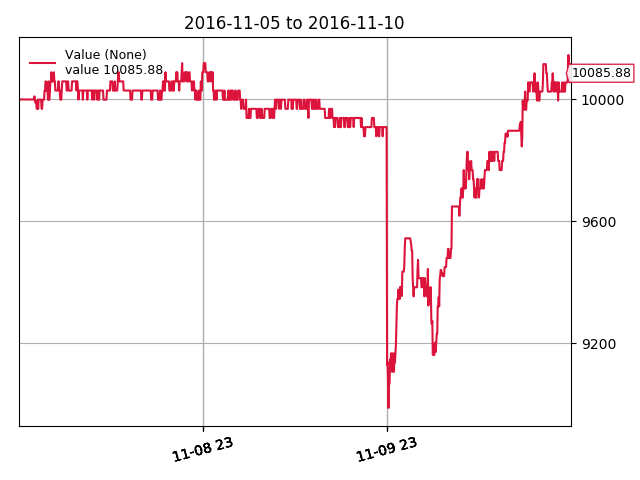 2016-11-05 to 2016-11-10
Value (None)
value 10085.88
10085.88
10000
9600
9200
11-08 23
11-09 23